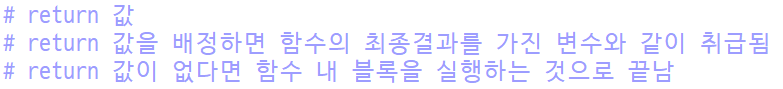 # return 값
# return 값을 배정하면 함수의 최종결과를 가진 변수와 같이 취급됨
# return 값이 없다면 함수 내 블록을 실행하는 것으로 끝남